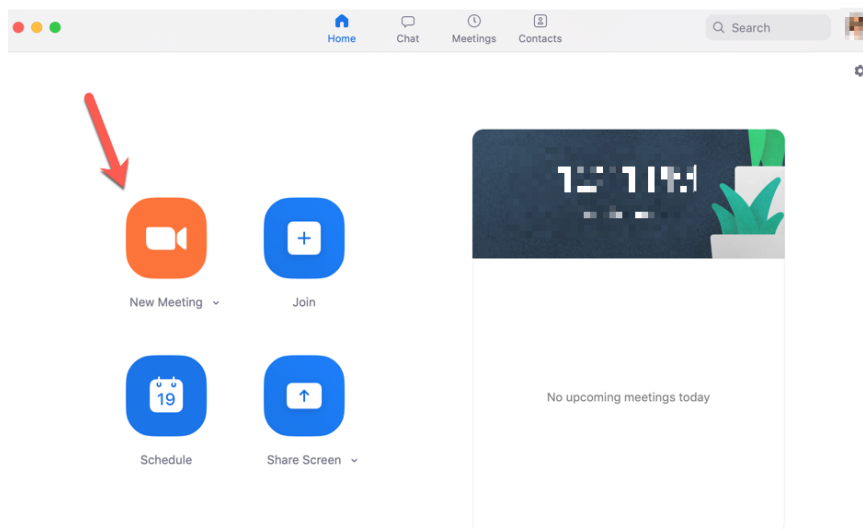 Home Chat Meetings Contacts Search
New Meeting Join
19
Schedule Share Screen
No upcoming meetings today